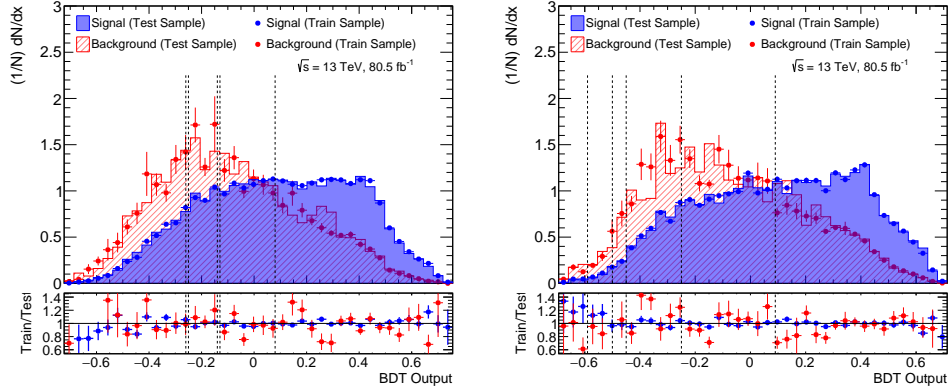 (1/N) dN/dx
3
2.5
2
1.5
1
0.5
0
Signal (Test Sample)
Signal (Train Sample)
Background (Test Sample)
Background (Train Sample)
√s = 13 TeV, 80.5 fb⁻¹
Train/Test
1.4
1.2
1
0.8
0.6
−0.6 −0.4 −0.2 0 0.2 0.4 0.6
BDT Output
(1/N) dN/dx
3
2.5
2
1.5
1
0.5
0
Signal (Test Sample)
Signal (Train Sample)
Background (Test Sample)
Background (Train Sample)
√s = 13 TeV, 80.5 fb⁻¹
Train/Test
1.4
1.2
1
0.8
0.6
−0.6 −0.4 −0.2 0 0.2 0.4 0.6
BDT Output